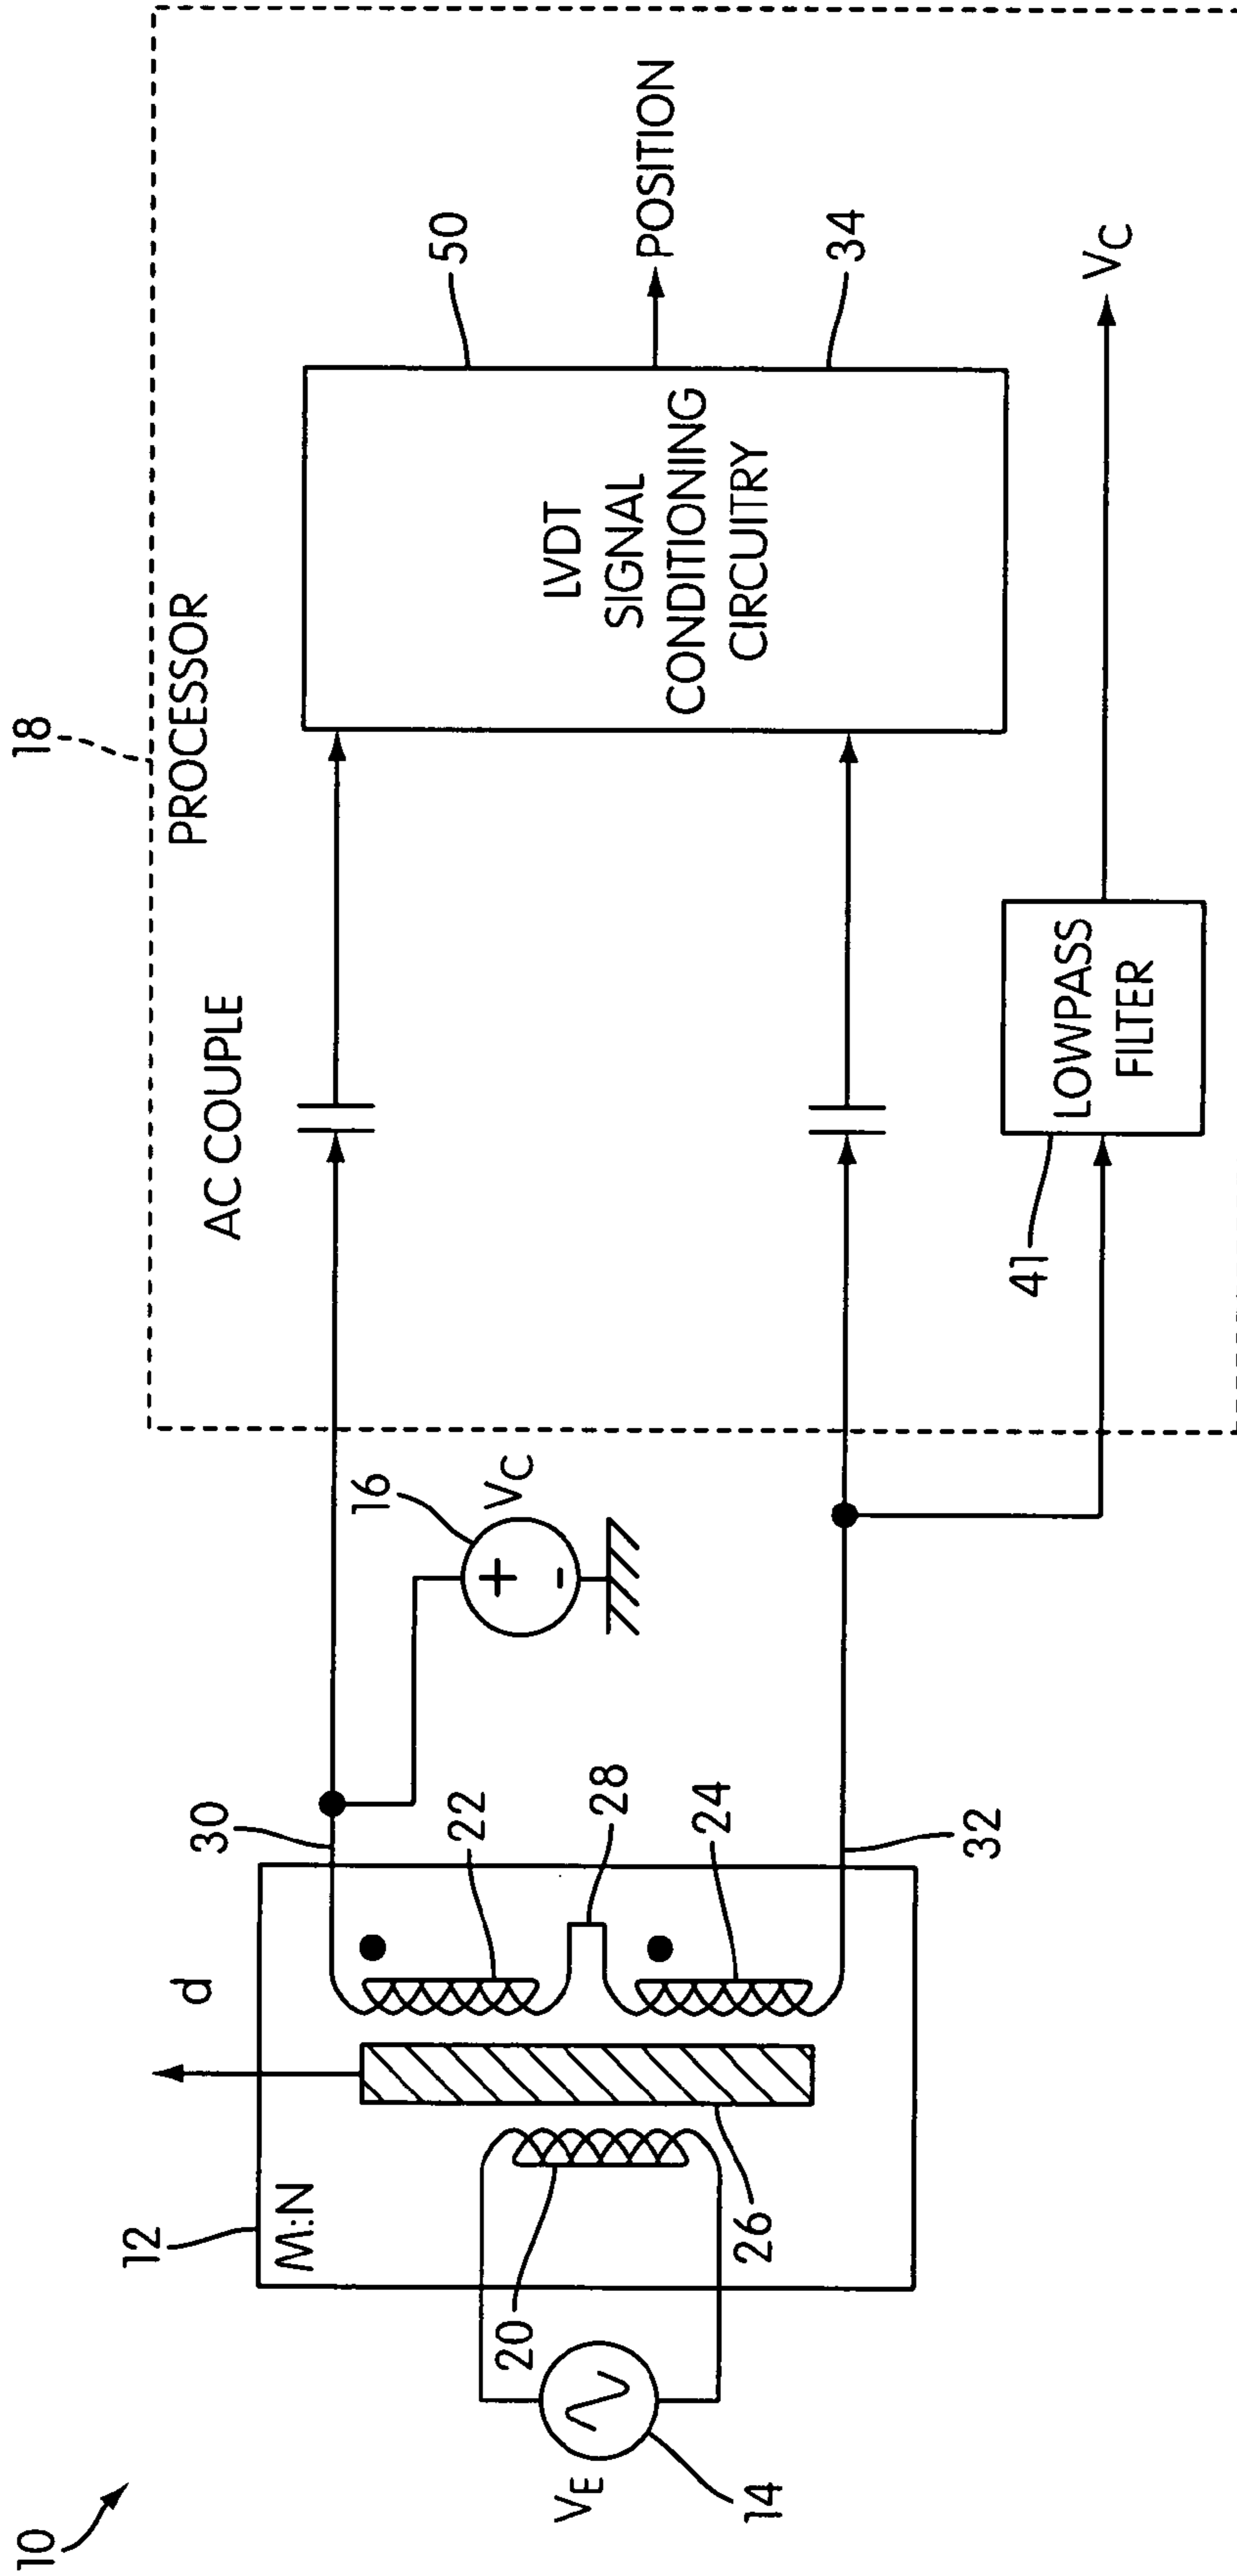 10
18
PROCESSOR
AC COUPLE
12
M:N
d
30
22
28
24
32
20
26
VE
14
16
VC
+
-
50
LVDT
SIGNAL
CONDITIONING
CIRCUITRY
POSITION
34
41
LOWPASS
FILTER
VC